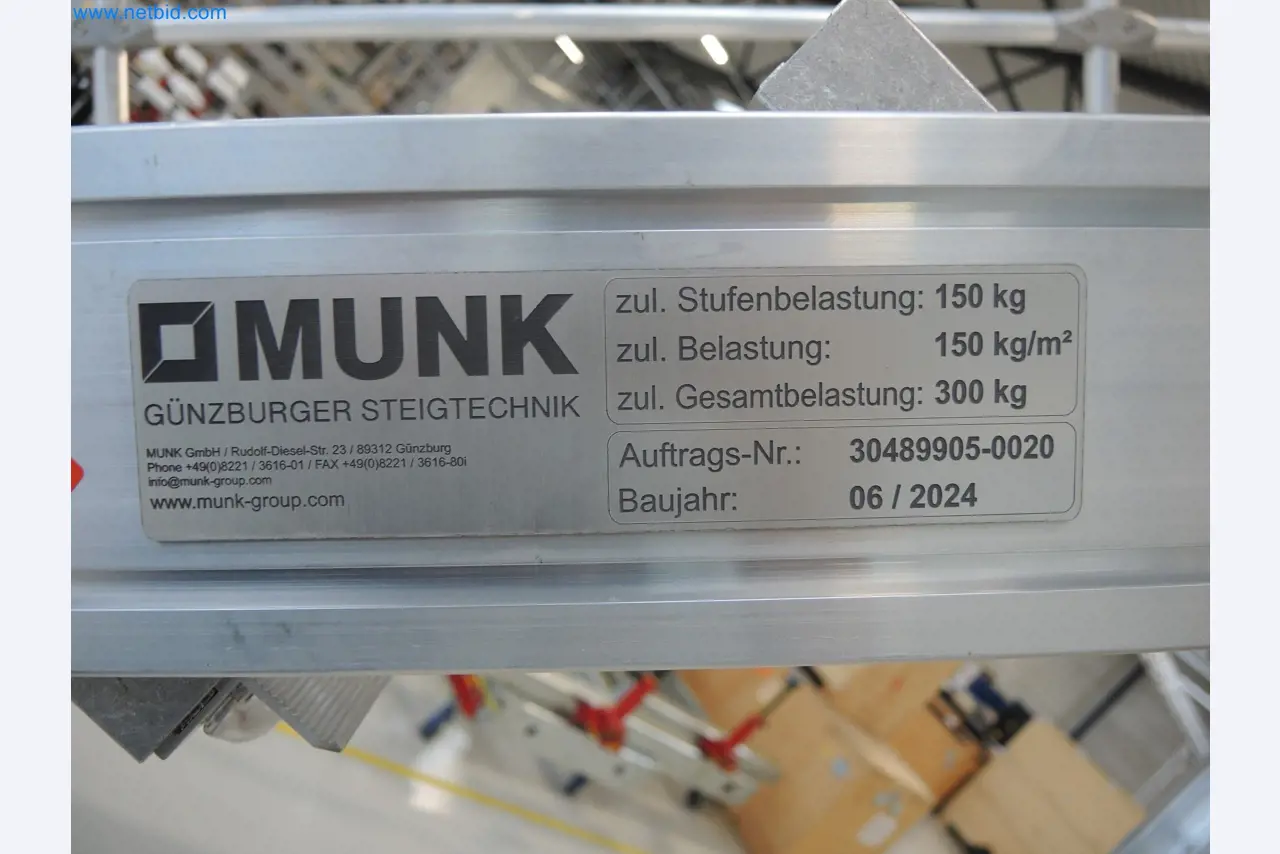 www.netbid.com
MUNK
GÜNZBURGER STEIGTECHNIK
MUNK GmbH / Rudolf-Diesel-Str. 23 / 89312 Günzburg
Phone +49(0)8221 / 3616-01 / FAX +49(0)8221 / 3616-80i
info@munk-group.com
www.munk-group.com
zul. Stufenbelastung: 150 kg
zul. Belastung: 150 kg/m²
zul. Gesamtbelastung: 300 kg
Auftrags-Nr.: 30489905-0020
Baujahr: 06 / 2024